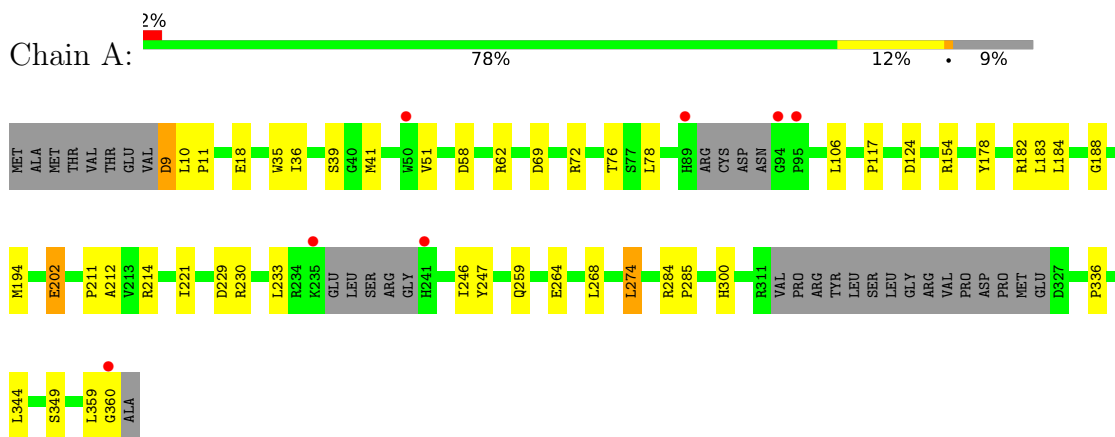 2%
Chain A:
78% 12% • 9%
MET ALA MET THR VAL THR GLU VAL D9 L10 P11 E18 W35 I36 S39 G40 M41 W50 V51 D58 R62 D69 R72 T76 S77 L78 H89 ARG CYS ASP ASN G94 P95 L106 P117 D124 R154 Y178 R182 L183 L184 G188
M194 E202 P211 A212 V213 R214 I221 D229 R230 L233 R234 K235 GLU LEU SER ARG GLY H241 I246 Y247 Q259 E264 L268 L274 R284 P285 H300 R311 VAL PRO ARG TYR LEU SER LEU GLY ARG VAL PRO ASP PRO MET GLU D327 P336
L344 S349 L359 G360 ALA